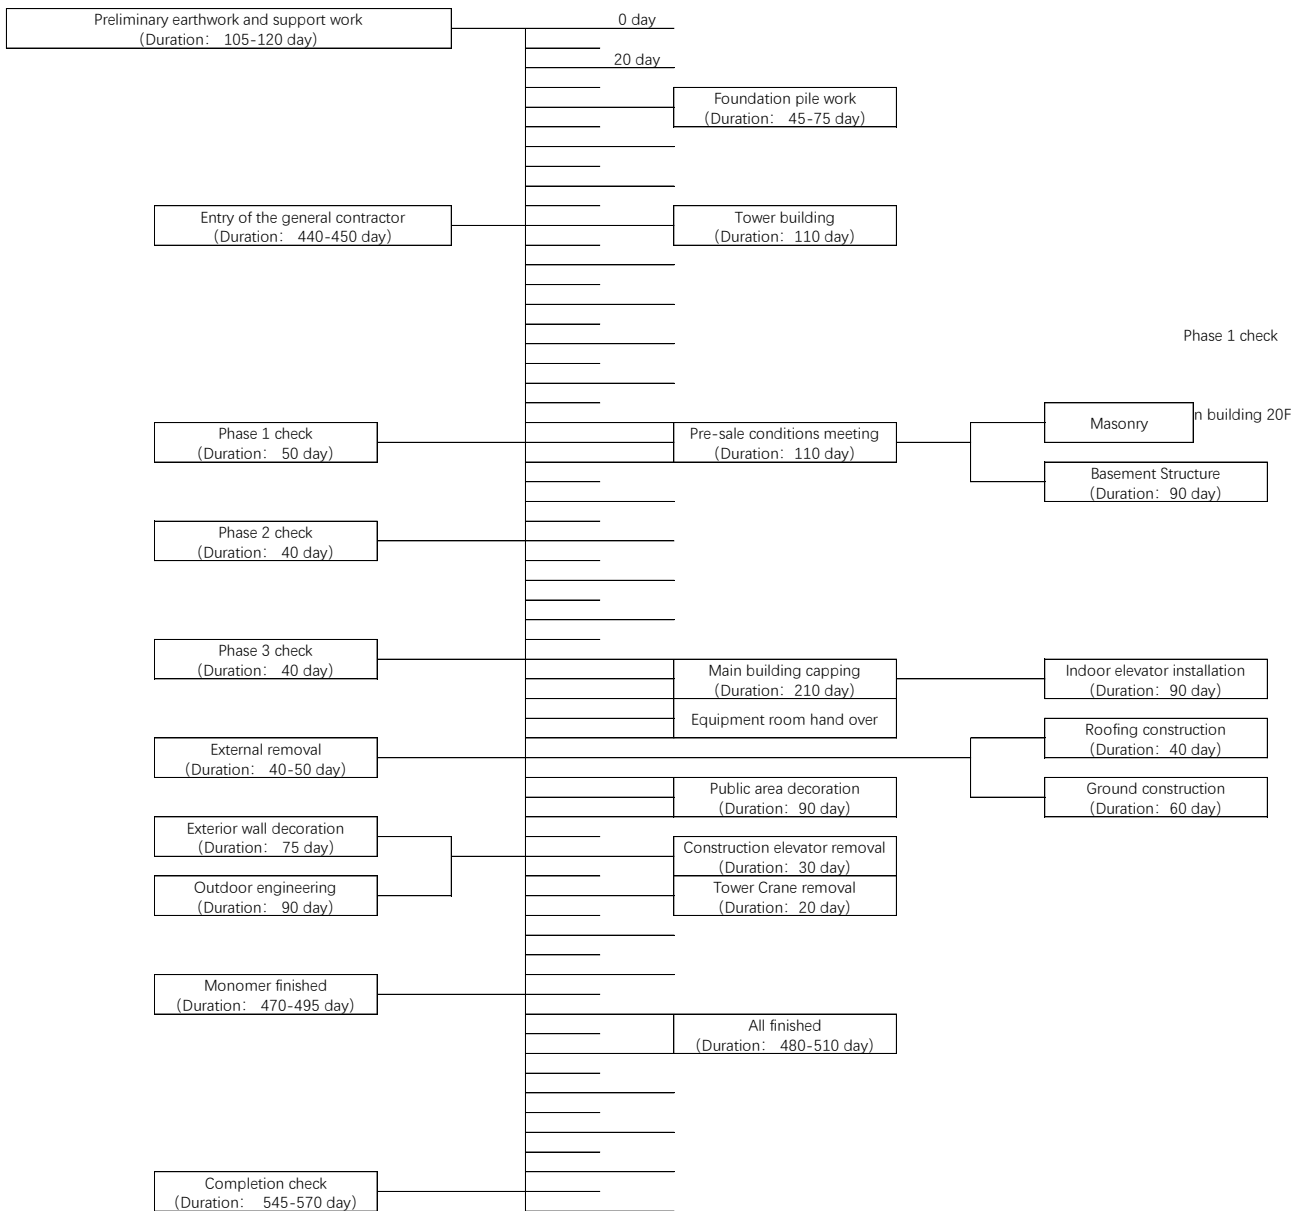 Preliminary earthwork and support work
(Duration: 105-120 day)
0 day
20 day
Foundation pile work
(Duration: 45-75 day)
Entry of the general contractor
(Duration: 440-450 day)
Tower building
(Duration: 110 day)
Phase 1 check
Phase 1 check
(Duration: 50 day)
Pre-sale conditions meeting
(Duration: 110 day)
Masonry
n building 20F
Basement Structure
(Duration: 90 day)
Phase 2 check
(Duration: 40 day)
Phase 3 check
(Duration: 40 day)
Main building capping
(Duration: 210 day)
Indoor elevator installation
(Duration: 90 day)
Equipment room hand over
External removal
(Duration: 40-50 day)
Roofing construction
(Duration: 40 day)
Public area decoration
(Duration: 90 day)
Ground construction
(Duration: 60 day)
Exterior wall decoration
(Duration: 75 day)
Construction elevator removal
(Duration: 30 day)
Outdoor engineering
(Duration: 90 day)
Tower Crane removal
(Duration: 20 day)
Monomer finished
(Duration: 470-495 day)
All finished
(Duration: 480-510 day)
Completion check
(Duration: 545-570 day)